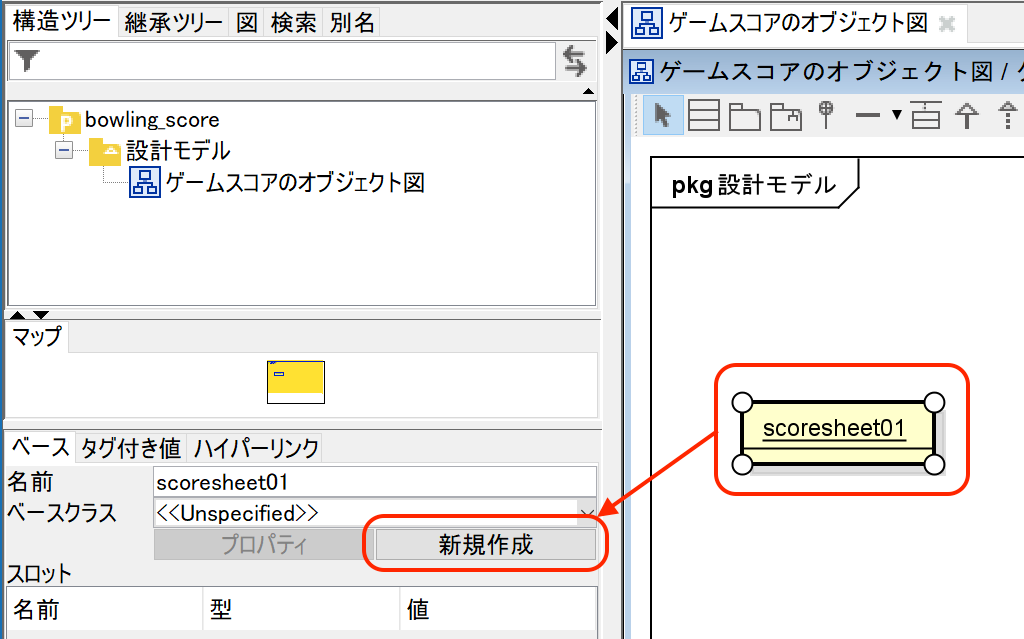 構造ツリー 継承ツリー 図 検索 別名
bowling_score
設計モデル
ゲームスコアのオブジェクト図
マップ
ベース タグ付き値 ハイパーリンク
名前 scoresheet01
ベースクラス <<Unspecified>>
プロパティ 新規作成
スロット
名前 型 値
ゲームスコアのオブジェクト図
ゲームスコアのオブジェクト図 /
pkg 設計モデル
scoresheet01